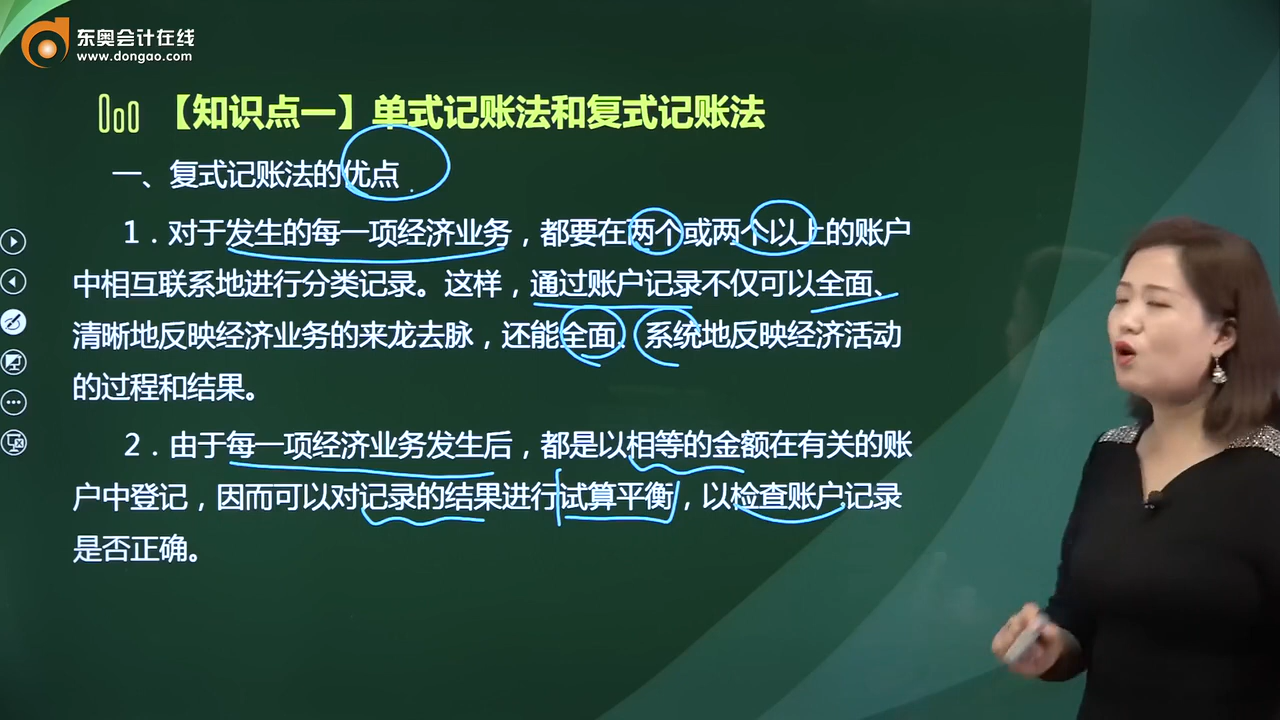 东奥会计在线
www.dongao.com
【知识点一】单式记账法和复式记账法
一、复式记账法的优点
1．对于发生的每一项经济业务，都要在两个或两个以上的账户
中相互联系地进行分类记录。这样，通过账户记录不仅可以全面、
清晰地反映经济业务的来龙去脉，还能全面、系统地反映经济活动
的过程和结果。
2．由于每一项经济业务发生后，都是以相等的金额在有关的账
户中登记，因而可以对记录的结果进行试算平衡，以检查账户记录
是否正确。